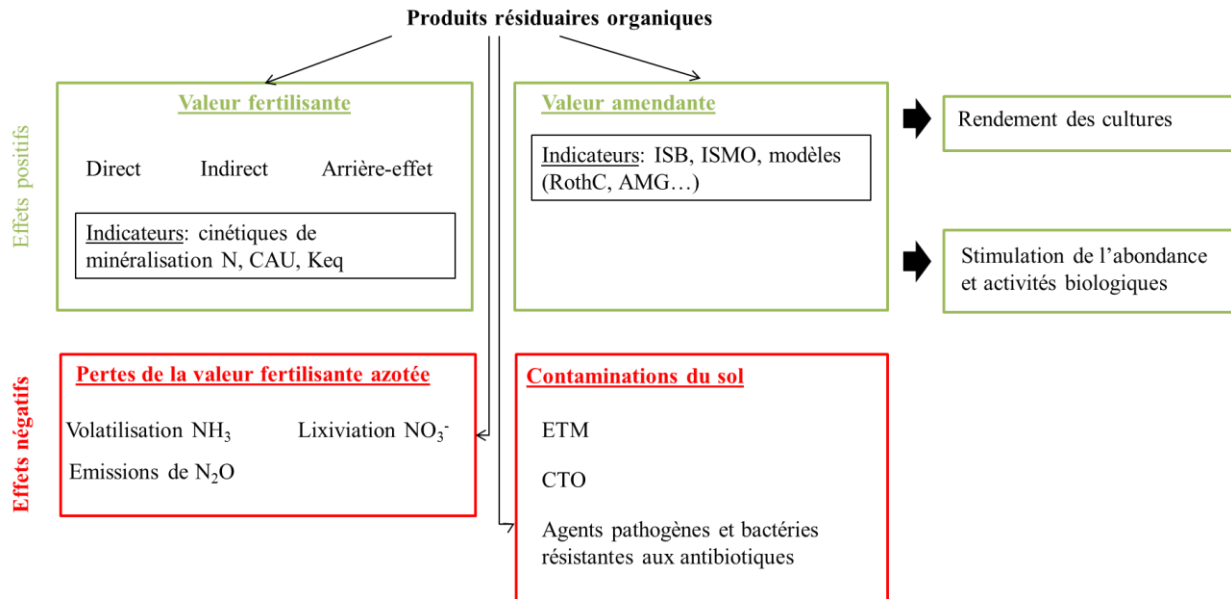 Produits résiduaires organiques
Effets positifs
Valeur fertilisante
Direct Indirect Arrière-effet
Indicateurs: cinétiques de
minéralisation N, CAU, Keq
Valeur amendante
Indicateurs: ISB, ISMO, modèles
(RothC, AMG…)
Rendement des cultures
Stimulation de l’abondance
et activités biologiques
Effets négatifs
Pertes de la valeur fertilisante azotée
Volatilisation NH₃ Lixiviation NO₃⁻
Emissions de N₂O
Contaminations du sol
ETM
CTO
Agents pathogènes et bactéries
résistantes aux antibiotiques